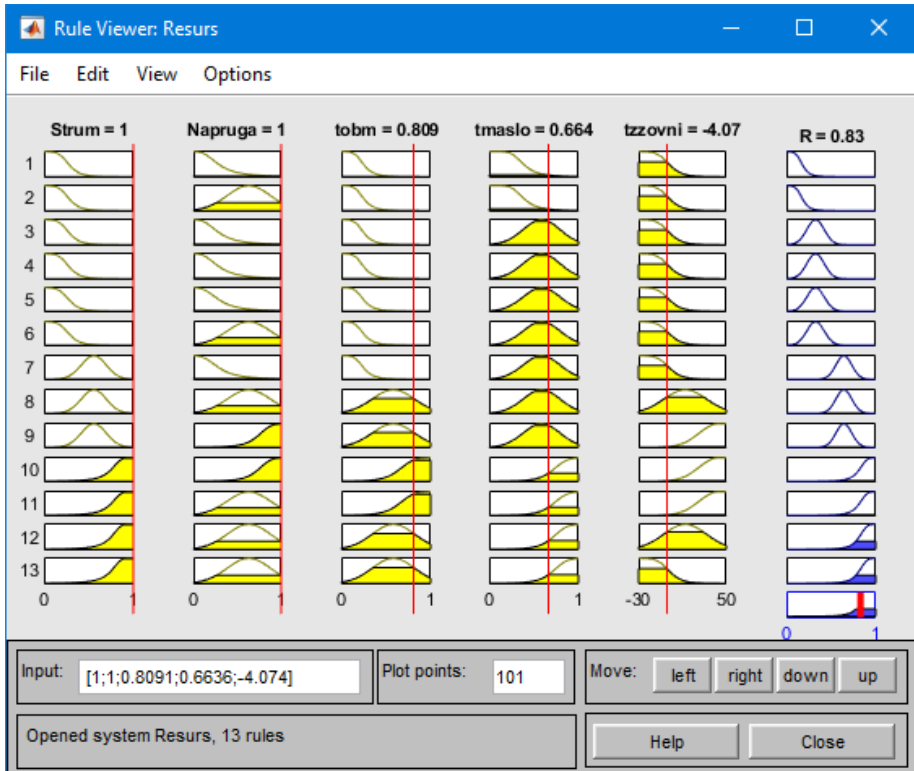 Rule Viewer: Resurs
File Edit View Options
Strum = 1 Napruga = 1 tobm = 0.809 tmaslo = 0.664 tzzovni = -4.07 R = 0.83
1
2
3
4
5
6
7
8
9
10
11
12
13
0 1 0 1 0 1 0 1 -30 50
0 1
Input: [1;1;0.8091;0.6636;-4.074] Plot points: 101 Move: left right down up
Opened system Resurs, 13 rules Help Close